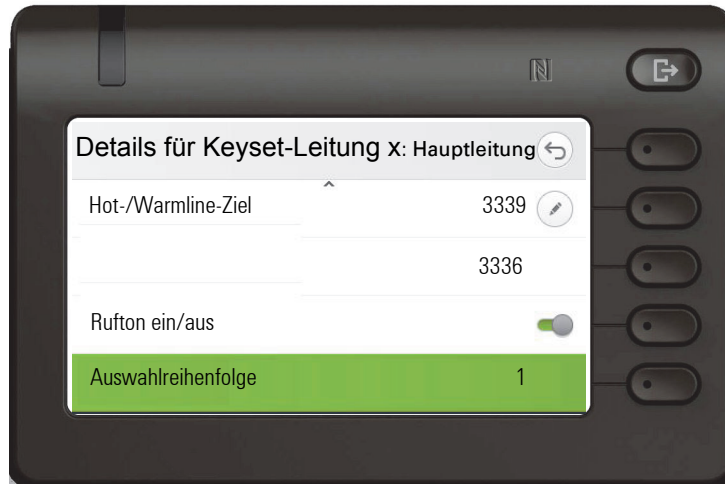 Details für Keyset-Leitung x: Hauptleitung
Hot-/Warmline-Ziel 3339
3336
Rufton ein/aus
Auswahlreihenfolge 1